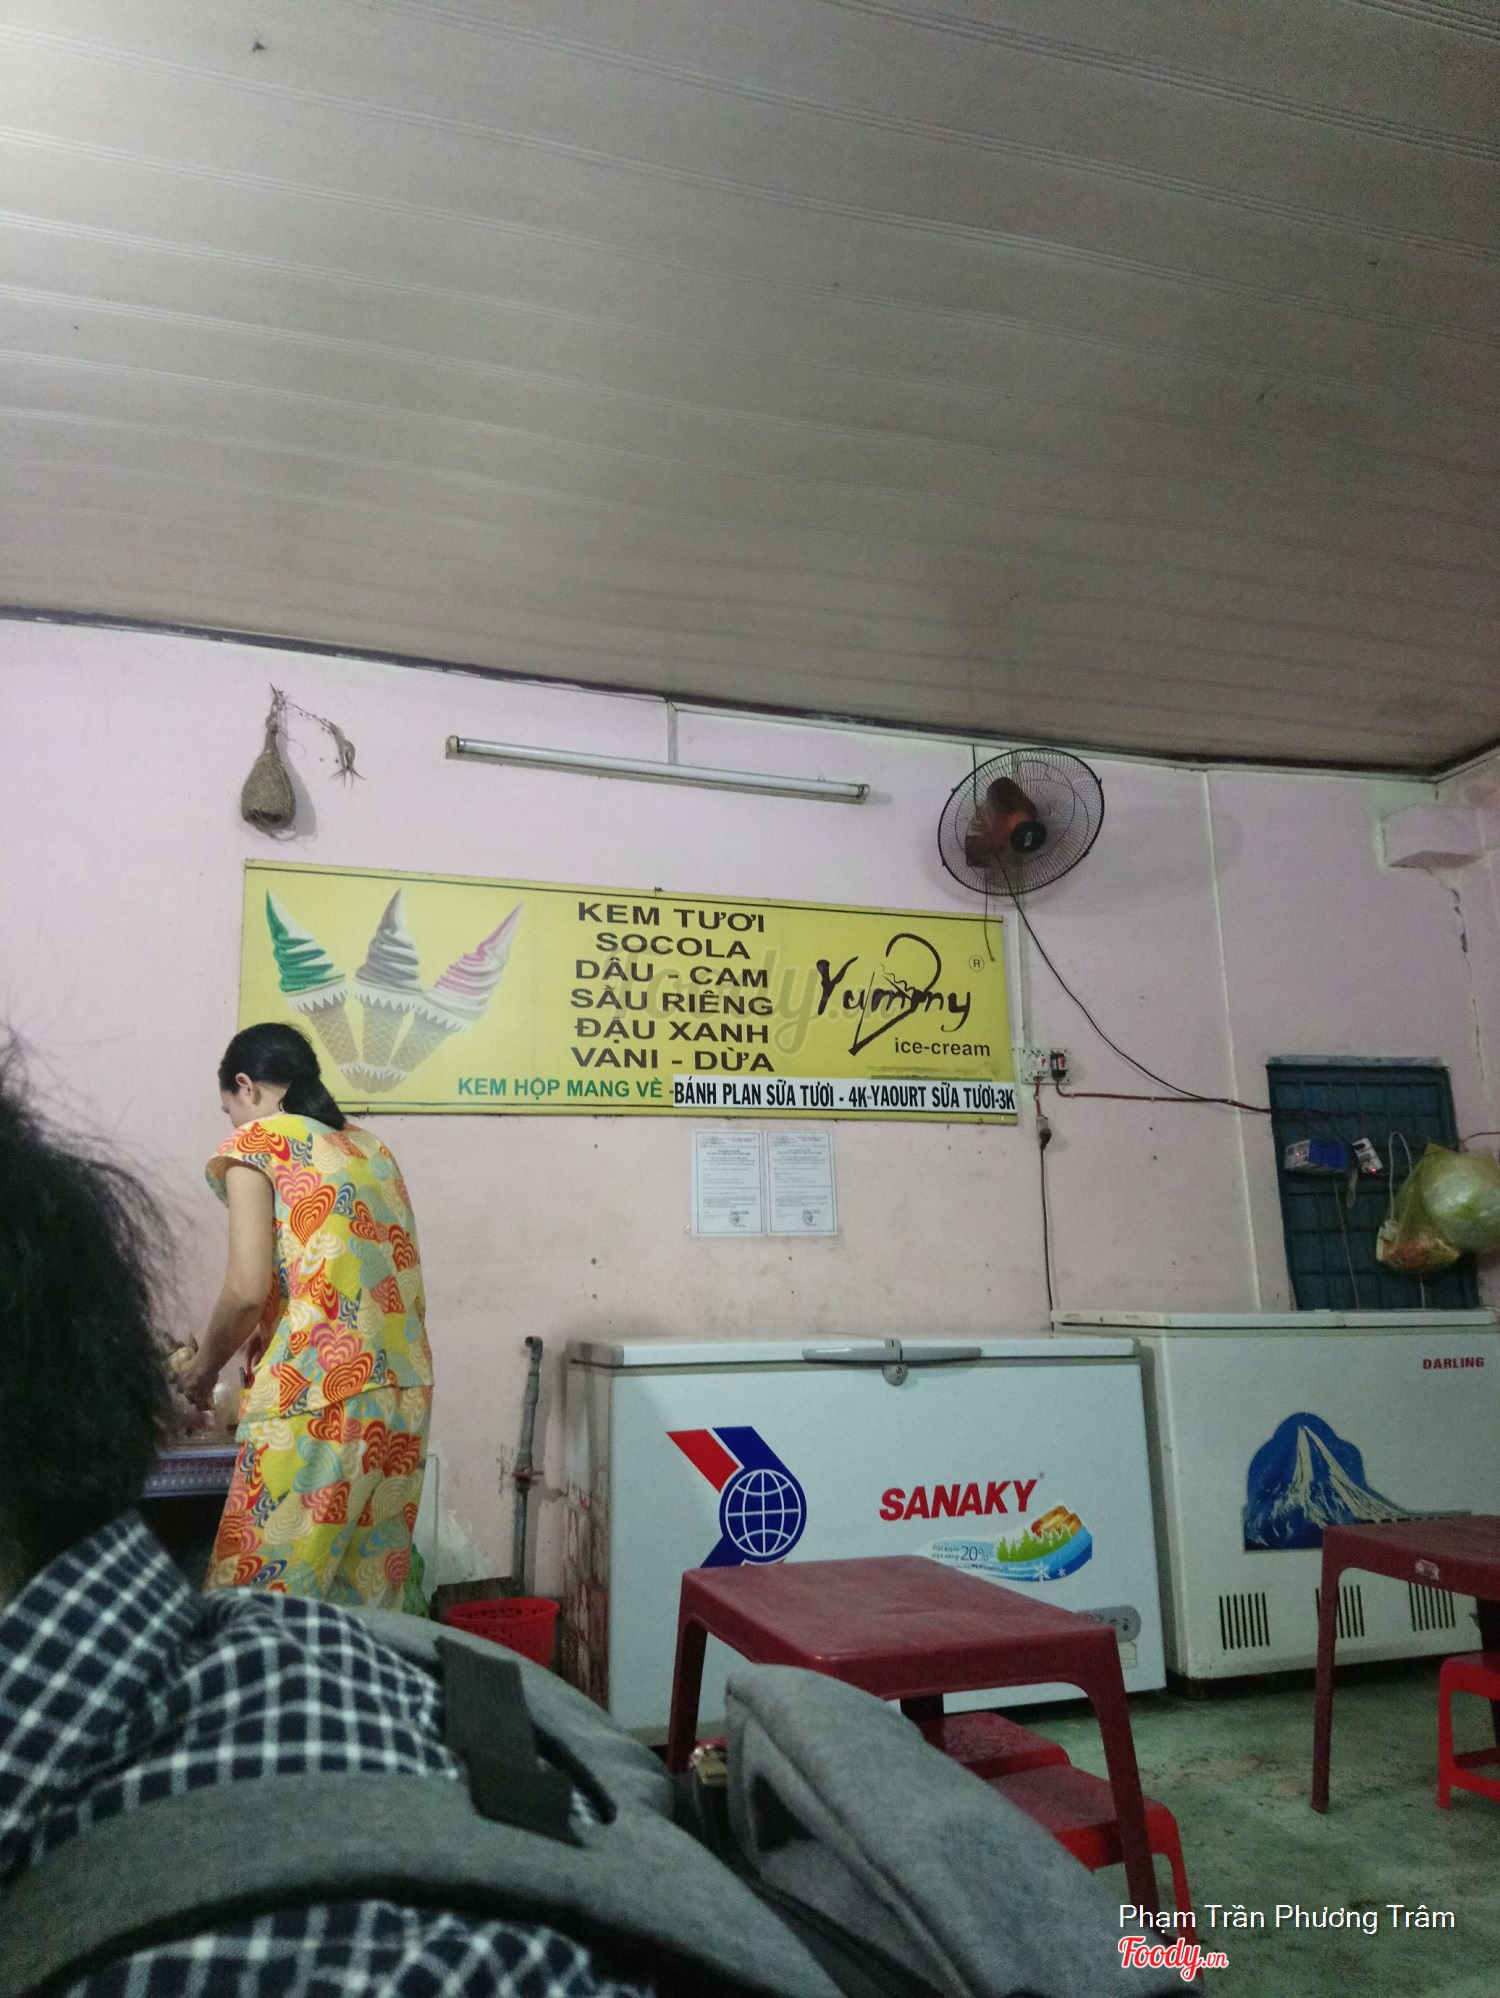 KEM TƯƠI
SOCOLA
DÂU - CAM
SẦU RIÊNG
ĐẬU XANH
VANI - DỪA
Yummy
®
ice-cream
KEM HỘP MANG VỀ - BÁNH PLAN SỮA TƯƠI - 4K-YAOURT SỮA TƯƠI-3K
DARLING
SANAKY
20%
Phạm Trần Phương Trâm
Foody.vn